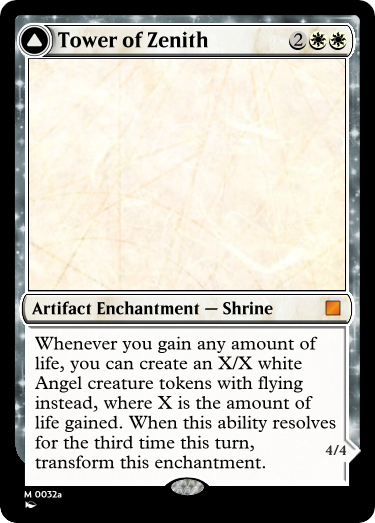 Tower of Zenith 2
Artifact Enchantment — Shrine
Whenever you gain any amount of
life, you can create an X/X white
Angel creature tokens with flying
instead, where X is the amount of
life gained. When this ability resolves
for the third time this turn,
transform this enchantment.
4/4
M 0032a